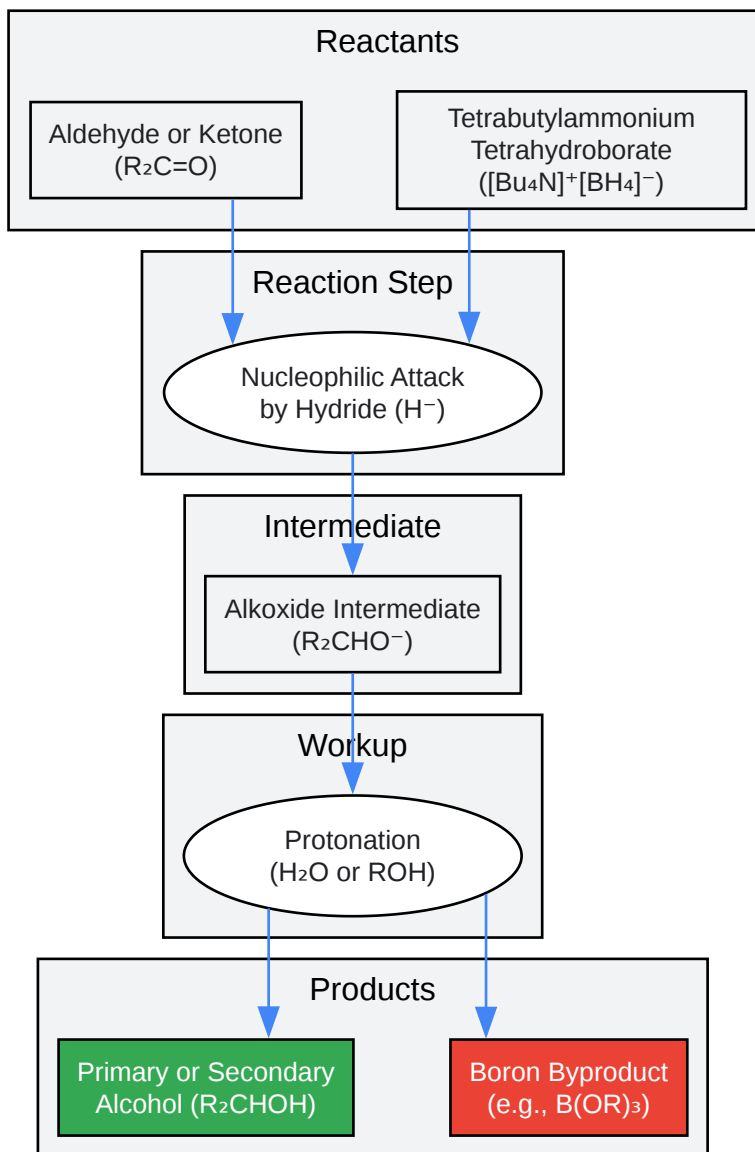 Reactants
Aldehyde or Ketone
(R₂C=O)
Tetrabutylammonium
Tetrahydroborate
([Bu₄N]⁺[BH₄]⁻)
Reaction Step
Nucleophilic Attack
by Hydride (H⁻)
Intermediate
Alkoxide Intermediate
(R₂CHO⁻)
Workup
Protonation
(H₂O or ROH)
Products
Primary or Secondary
Alcohol (R₂CHOH)
Boron Byproduct
(e.g., B(OR)₃)